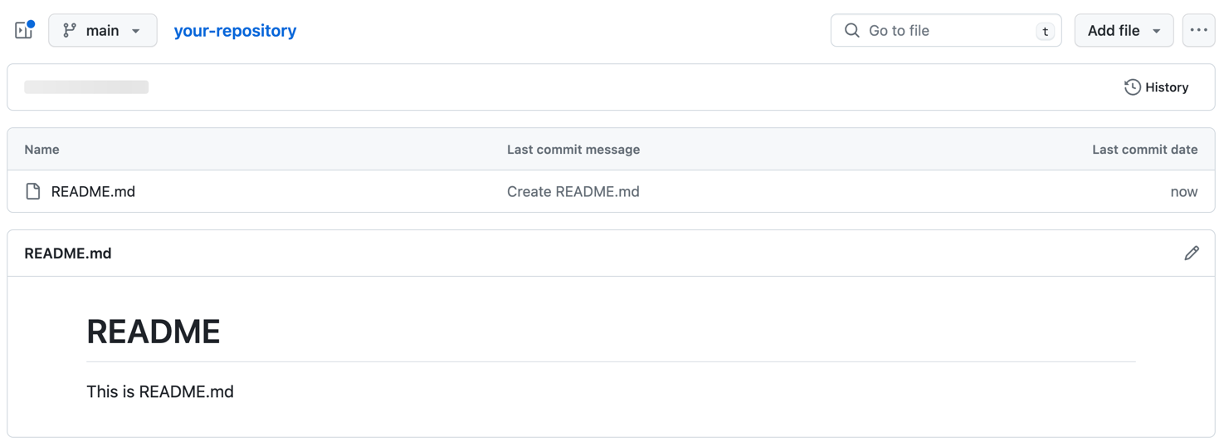 main your-repository Go to file t Add file
History
Name Last commit message Last commit date
README.md Create README.md now
README.md
README
This is README.md